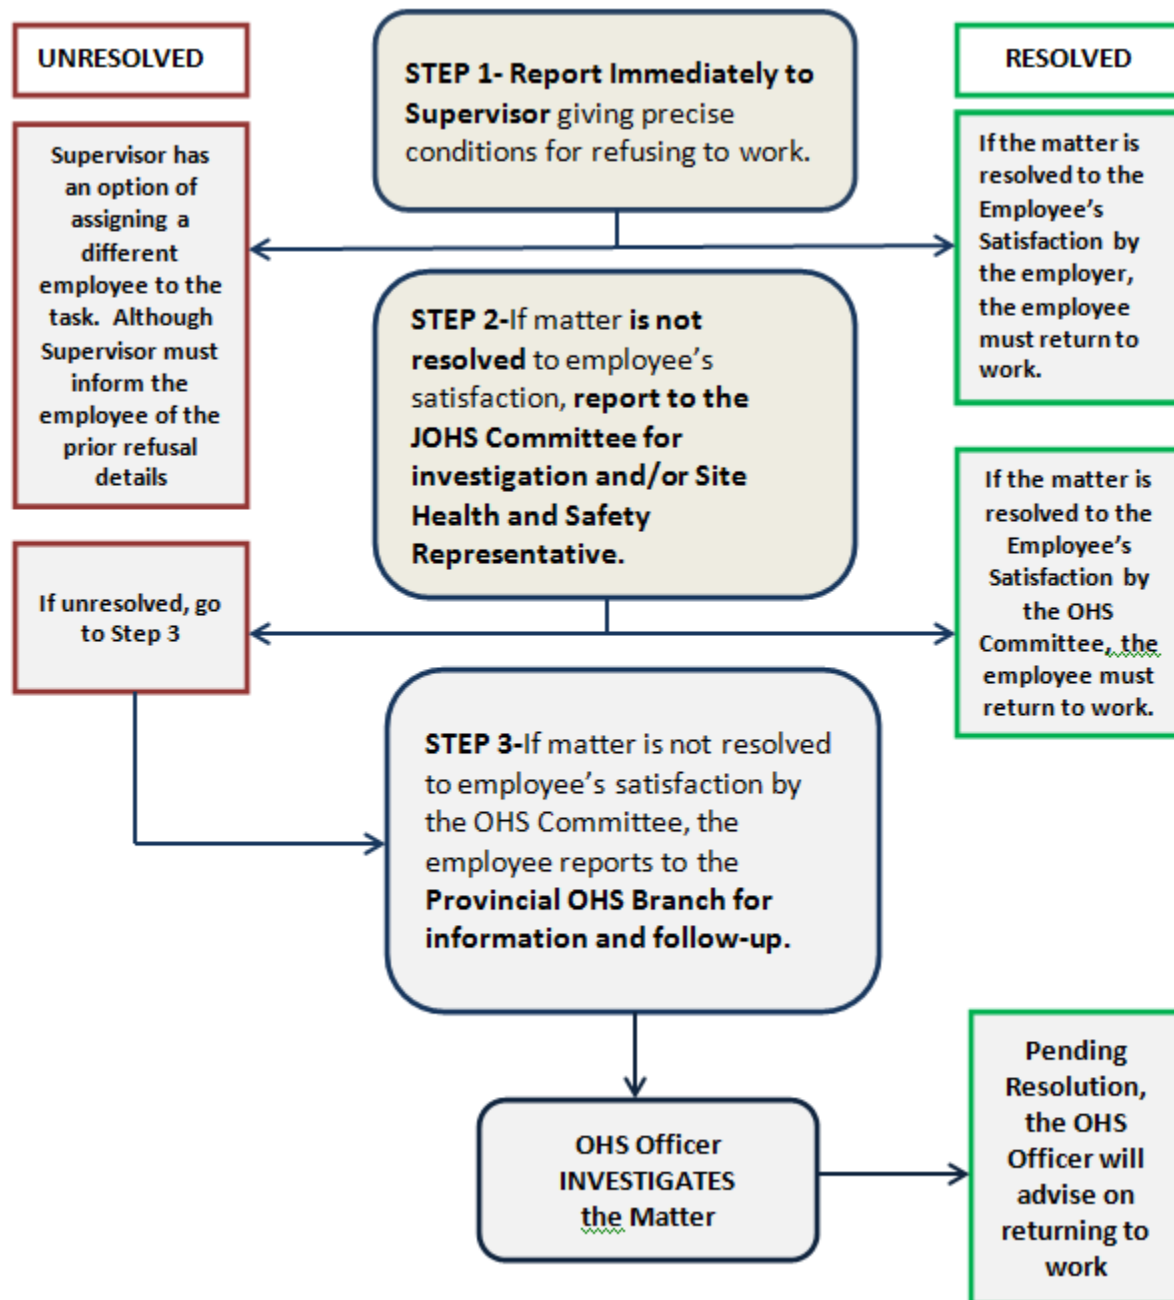 UNRESOLVED
Supervisor has
an option of
assigning a
different
employee to the
task.  Although
Supervisor must
inform the
employee of the
prior refusal
details
If unresolved, go
to Step 3
STEP 1- Report Immediately to
Supervisor giving precise
conditions for refusing to work.
STEP 2-If matter is not
resolved to employee’s
satisfaction, report to the
JOHS Committee for
investigation and/or Site
Health and Safety
Representative.
STEP 3-If matter is not resolved
to employee’s satisfaction by
the OHS Committee, the
employee reports to the
Provincial OHS Branch for
information and follow-up.
OHS Officer
INVESTIGATES
the Matter
RESOLVED
If the matter is
resolved to the
Employee’s
Satisfaction by
the employer,
the employee
must return to
work.
If the matter is
resolved to the
Employee’s
Satisfaction by
the OHS
Committee, the
employee must
return to work.
Pending
Resolution,
the OHS
Officer will
advise on
returning to
work